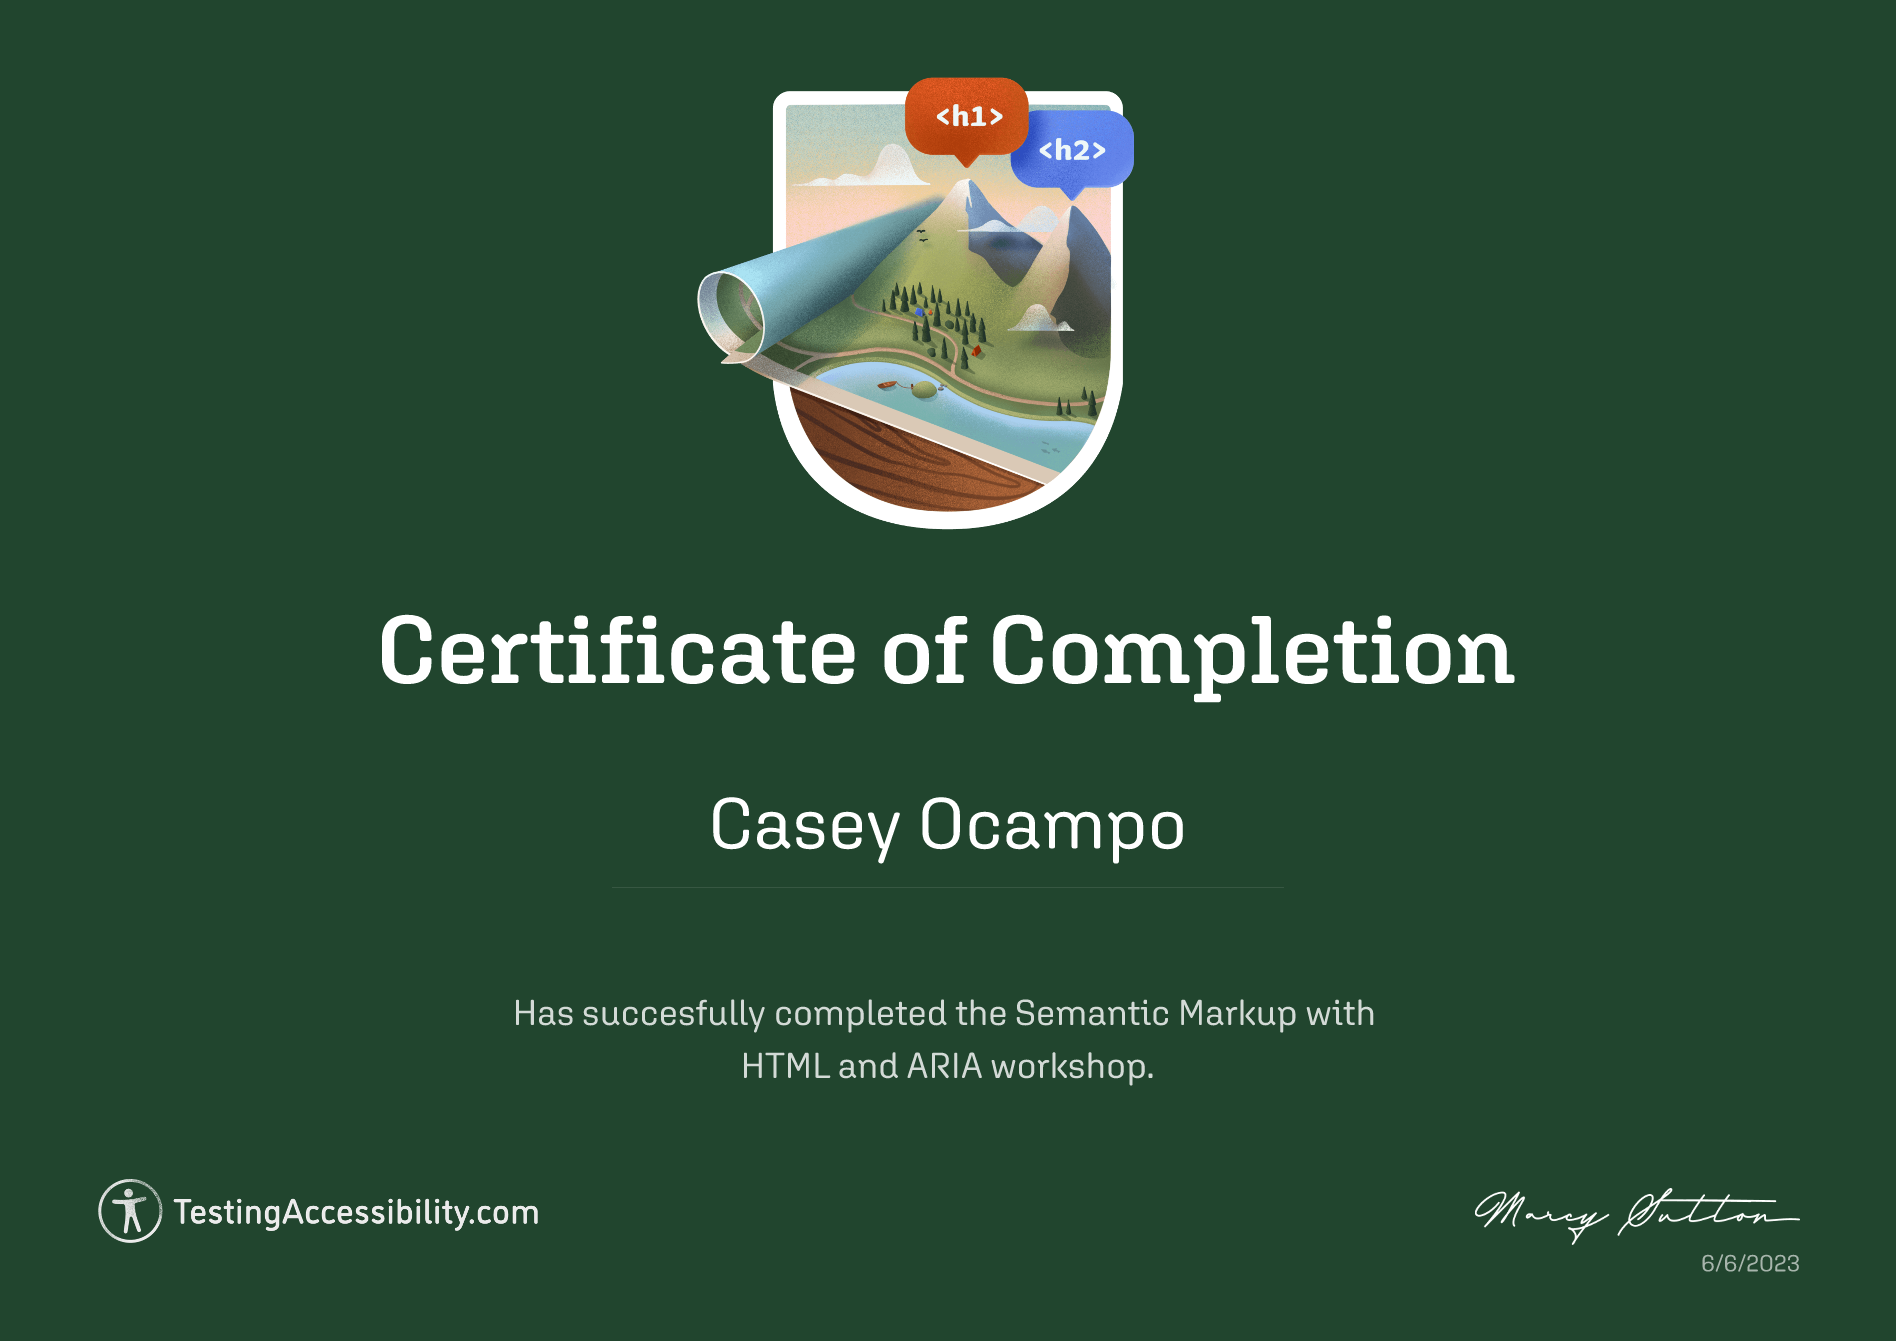 <h1>
<h2>
Certificate of Completion
Casey Ocampo
Has succesfully completed the Semantic Markup with
HTML and ARIA workshop.
TestingAccessibility.com
Marcy Sutton
6/6/2023